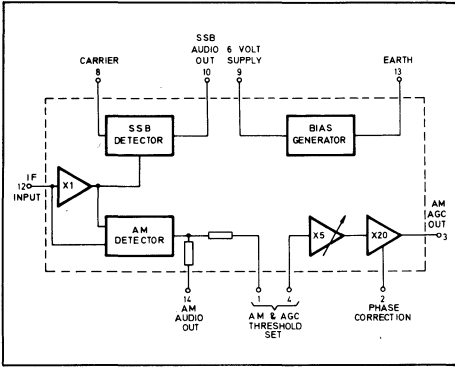 SSB
AUDIO
OUT
10
CARRIER
8
6 VOLT
SUPPLY
9
EARTH
13
SSB
DETECTOR
BIAS
GENERATOR
IF
12
INPUT
X1
AM
DETECTOR
X5
X20
AM
AGC
OUT
3
14
AM
AUDIO
OUT
1
4
AM & AGC
THRESHOLD
SET
2
PHASE
CORRECTION